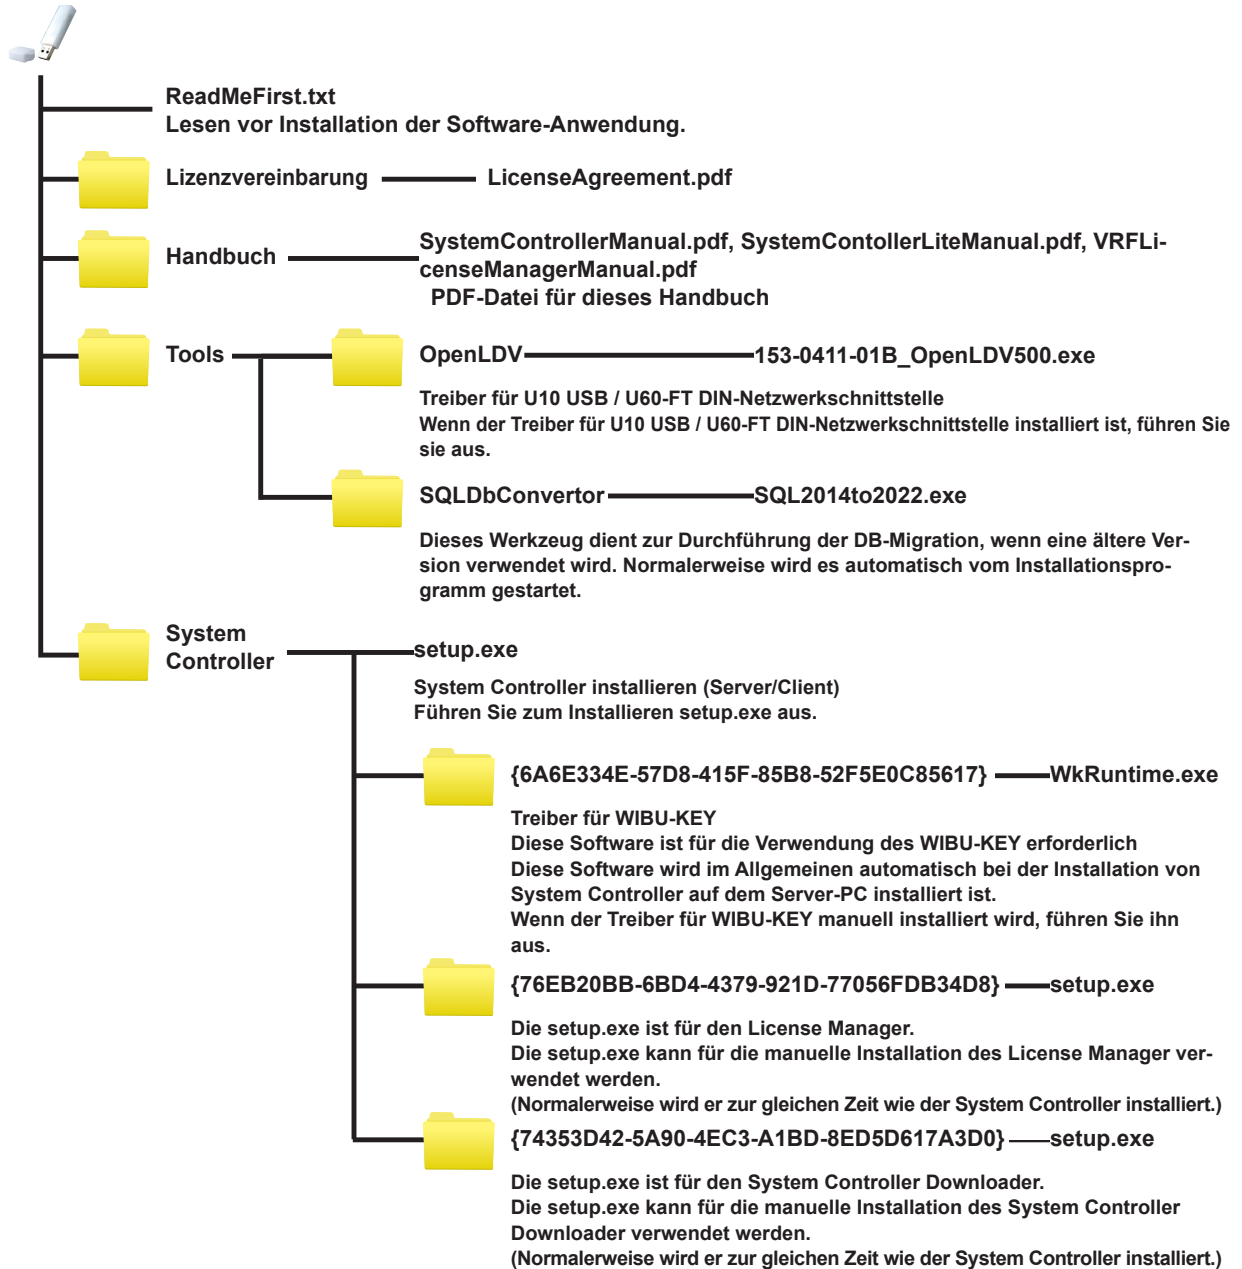 ReadMeFirst.txt
Lesen vor Installation der Software-Anwendung.
Lizenzvereinbarung
LicenseAgreement.pdf
Handbuch
SystemControllerManual.pdf, SystemContollerLiteManual.pdf, VRFLi-
censeManagerManual.pdf
PDF-Datei für dieses Handbuch
Tools
OpenLDV
153-0411-01B_OpenLDV500.exe
Treiber für U10 USB / U60-FT DIN-Netzwerkschnittstelle
Wenn der Treiber für U10 USB / U60-FT DIN-Netzwerkschnittstelle installiert ist, führen Sie
sie aus.
SQLDbConvertor
SQL2014to2022.exe
Dieses Werkzeug dient zur Durchführung der DB-Migration, wenn eine ältere Ver-
sion verwendet wird. Normalerweise wird es automatisch vom Installationspro-
gramm gestartet.
System
Controller
setup.exe
System Controller installieren (Server/Client)
Führen Sie zum Installieren setup.exe aus.
{6A6E334E-57D8-415F-85B8-52F5E0C85617}
WkRuntime.exe
Treiber für WIBU-KEY
Diese Software ist für die Verwendung des WIBU-KEY erforderlich
Diese Software wird im Allgemeinen automatisch bei der Installation von
System Controller auf dem Server-PC installiert ist.
Wenn der Treiber für WIBU-KEY manuell installiert wird, führen Sie ihn
aus.
{76EB20BB-6BD4-4379-921D-77056FDB34D8}
setup.exe
Die setup.exe ist für den License Manager.
Die setup.exe kann für die manuelle Installation des License Manager ver-
wendet werden.
(Normalerweise wird er zur gleichen Zeit wie der System Controller installiert.)
{74353D42-5A90-4EC3-A1BD-8ED5D617A3D0}
setup.exe
Die setup.exe ist für den System Controller Downloader.
Die setup.exe kann für die manuelle Installation des System Controller
Downloader verwendet werden.
(Normalerweise wird er zur gleichen Zeit wie der System Controller installiert.)